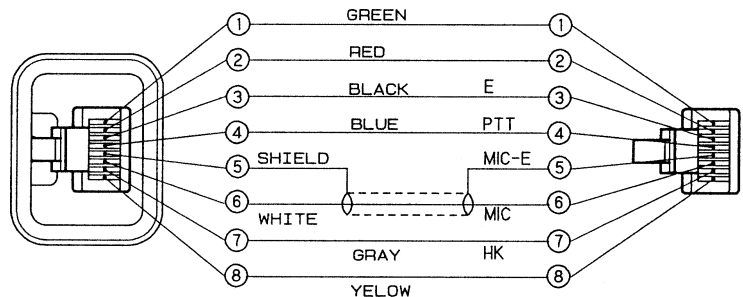 1 GREEN 1
2 RED 2
3 BLACK E 3
4 BLUE PTT 4
5 SHIELD MIC-E 5
6 WHITE MIC 6
7 GRAY HK 7
8 YELOW 8